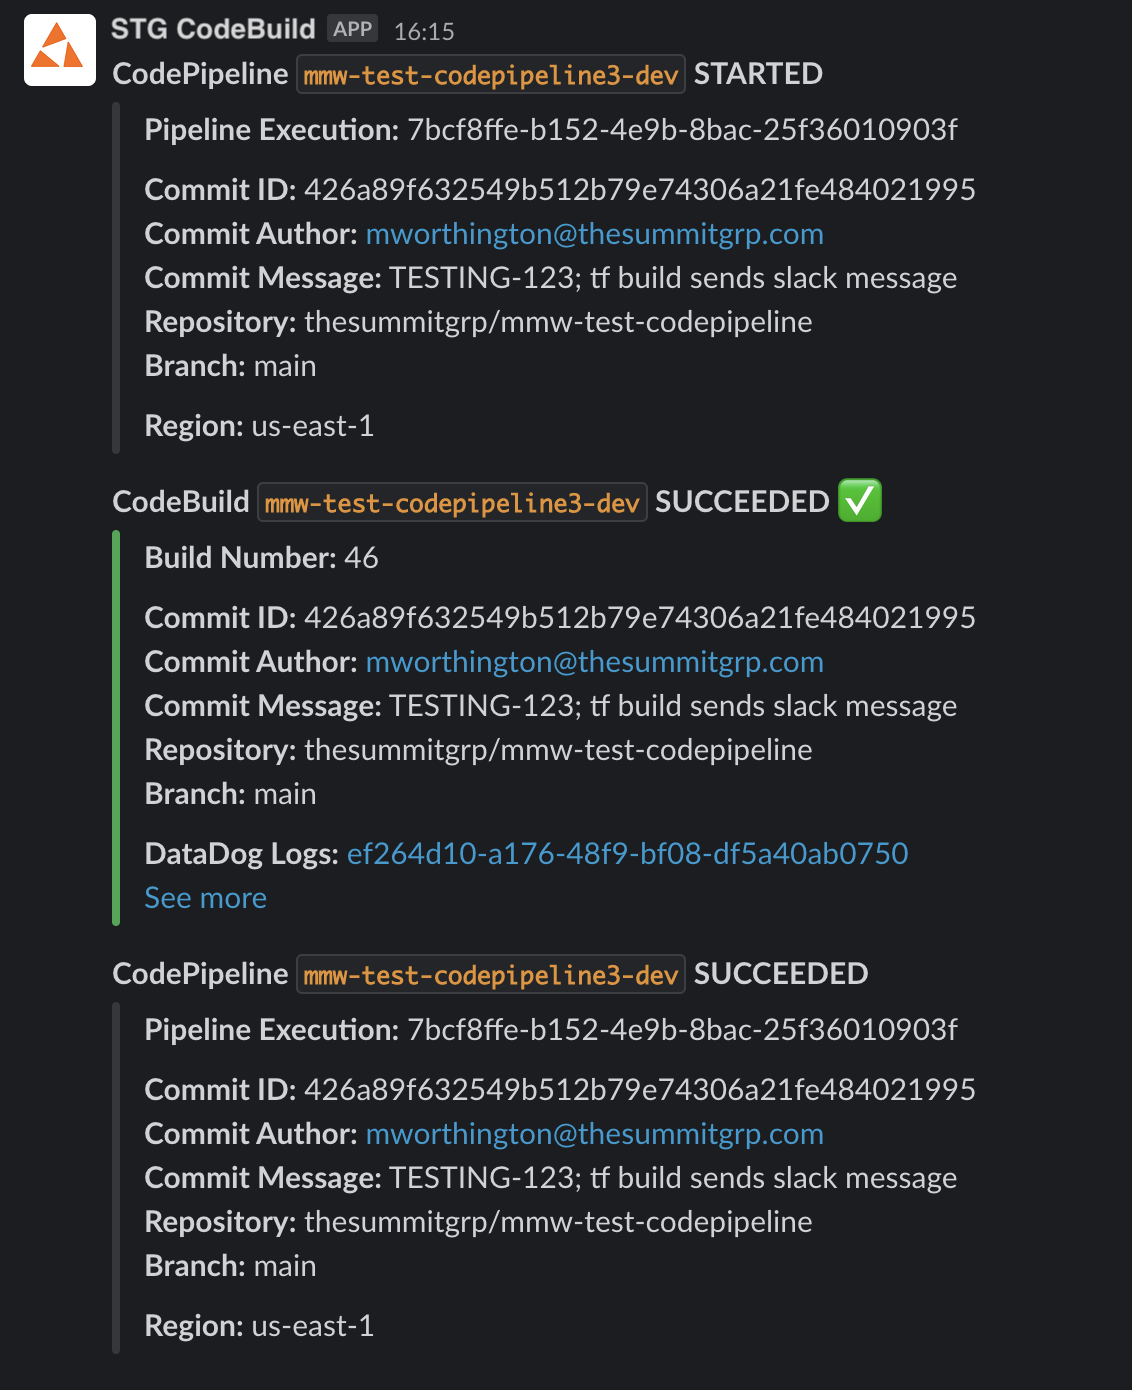 STG CodeBuild APP 16:15
CodePipeline mmw-test-codepipeline3-dev STARTED
Pipeline Execution: 7bcf8ffe-b152-4e9b-8bac-25f36010903f
Commit ID: 426a89f632549b512b79e74306a21fe484021995
Commit Author: mworthington@thesummitgrp.com
Commit Message: TESTING-123; tf build sends slack message
Repository: thesummitgrp/mmw-test-codepipeline
Branch: main
Region: us-east-1
CodeBuild mmw-test-codepipeline3-dev SUCCEEDED ✅
Build Number: 46
Commit ID: 426a89f632549b512b79e74306a21fe484021995
Commit Author: mworthington@thesummitgrp.com
Commit Message: TESTING-123; tf build sends slack message
Repository: thesummitgrp/mmw-test-codepipeline
Branch: main
DataDog Logs: ef264d10-a176-48f9-bf08-df5a40ab0750
See more
CodePipeline mmw-test-codepipeline3-dev SUCCEEDED
Pipeline Execution: 7bcf8ffe-b152-4e9b-8bac-25f36010903f
Commit ID: 426a89f632549b512b79e74306a21fe484021995
Commit Author: mworthington@thesummitgrp.com
Commit Message: TESTING-123; tf build sends slack message
Repository: thesummitgrp/mmw-test-codepipeline
Branch: main
Region: us-east-1